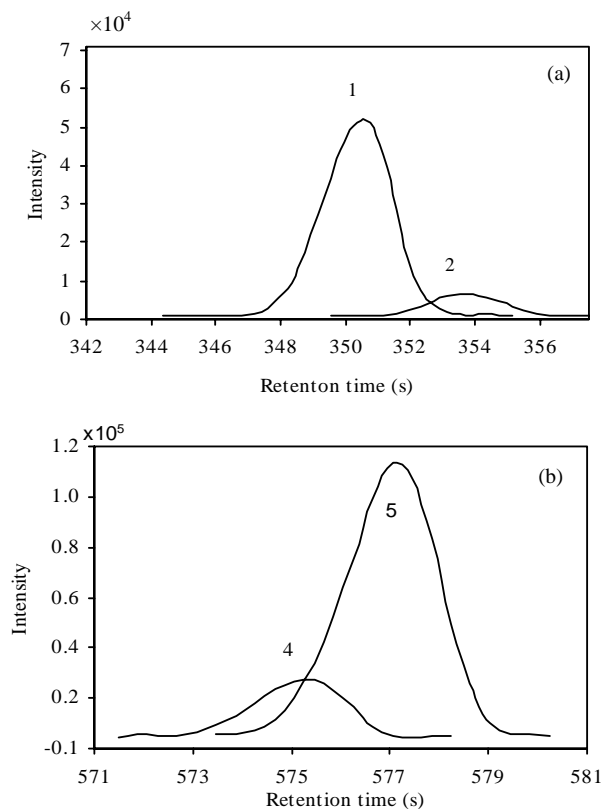 ×10⁴
7
6
5
4
3
2
1
0
(a)
1
2
Intensity
342 344 346 348 350 352 354 356
Retenton time (s)
x10⁵
1.2
1.0
0.8
0.6
0.4
0.2
-0.1
(b)
5
4
Intensity
571 573 575 577 579 581
Retention time (s)